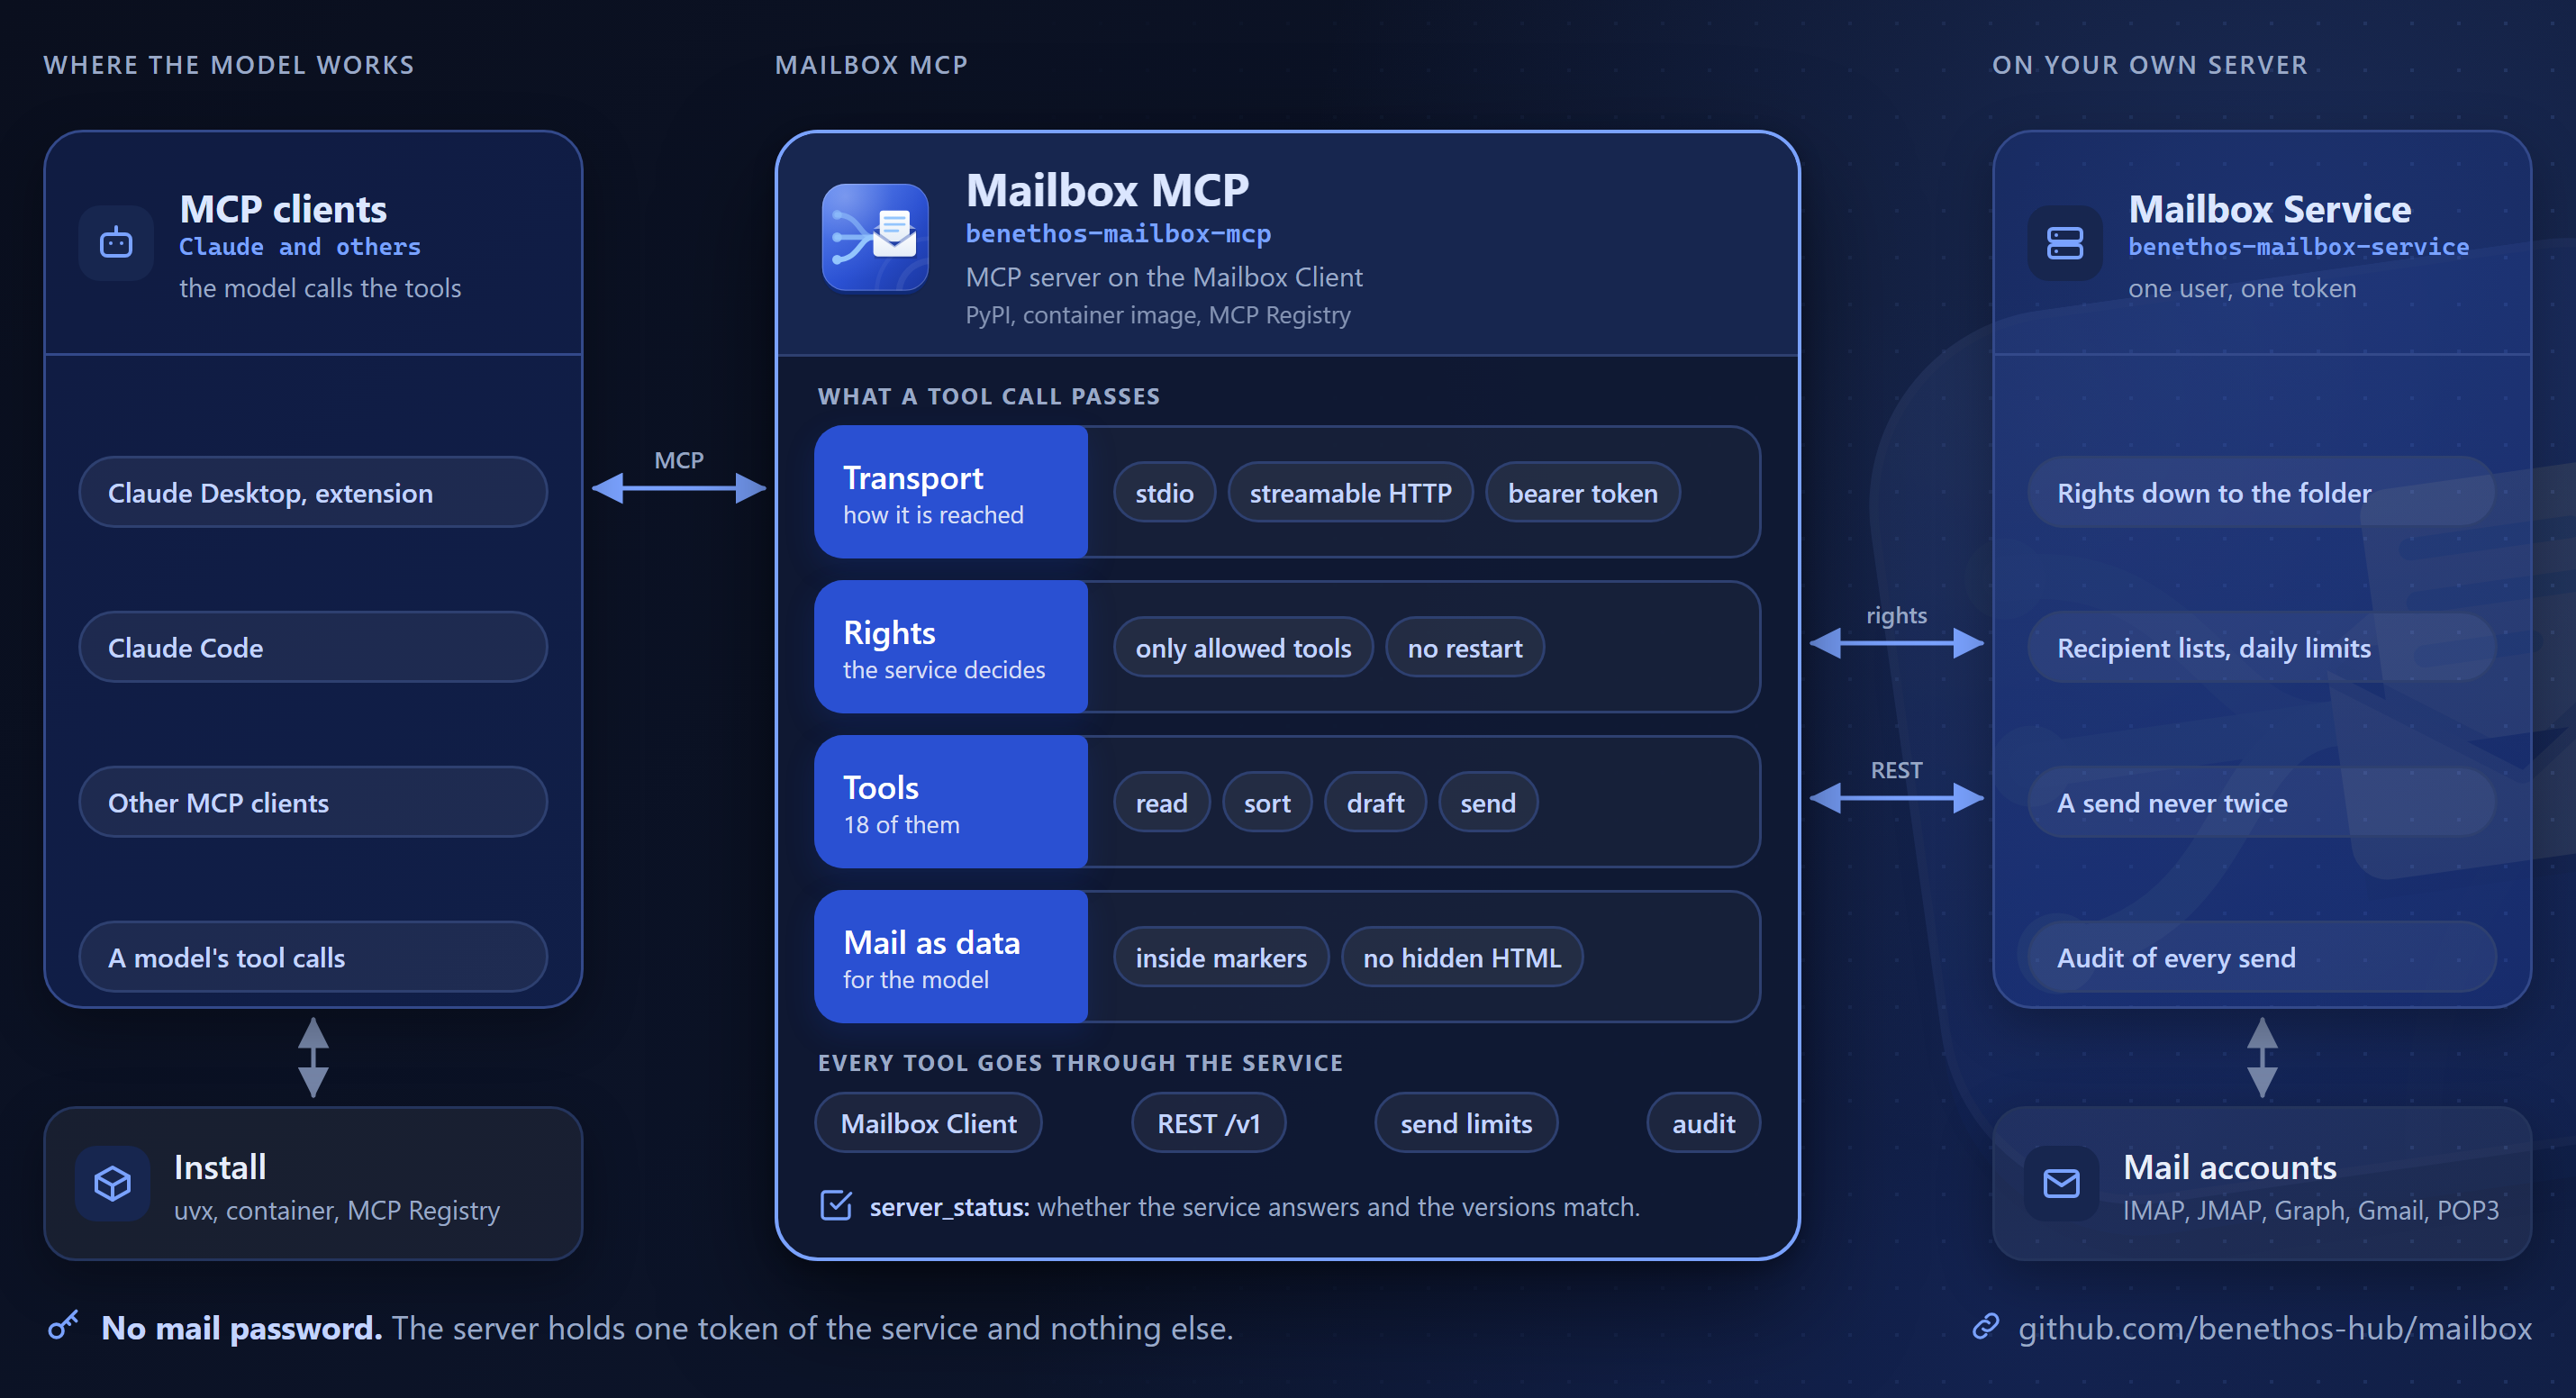 WHERE THE MODEL WORKS
MCP clients
Claude and others
the model calls the tools
Claude Desktop, extension
Claude Code
Other MCP clients
A model's tool calls
Install
uvx, container, MCP Registry
MCP
MAILBOX MCP
Mailbox MCP
benethos-mailbox-mcp
MCP server on the Mailbox Client
PyPI, container image, MCP Registry
WHAT A TOOL CALL PASSES
Transport
how it is reached
stdio
streamable HTTP
bearer token
Rights
the service decides
only allowed tools
no restart
Tools
18 of them
read
sort
draft
send
Mail as data
for the model
inside markers
no hidden HTML
EVERY TOOL GOES THROUGH THE SERVICE
Mailbox Client
REST /v1
send limits
audit
server_status: whether the service answers and the versions match.
rights
REST
ON YOUR OWN SERVER
Mailbox Service
benethos-mailbox-service
one user, one token
Rights down to the folder
Recipient lists, daily limits
A send never twice
Audit of every send
Mail accounts
IMAP, JMAP, Graph, Gmail, POP3
No mail password. The server holds one token of the service and nothing else.
github.com/benethos-hub/mailbox